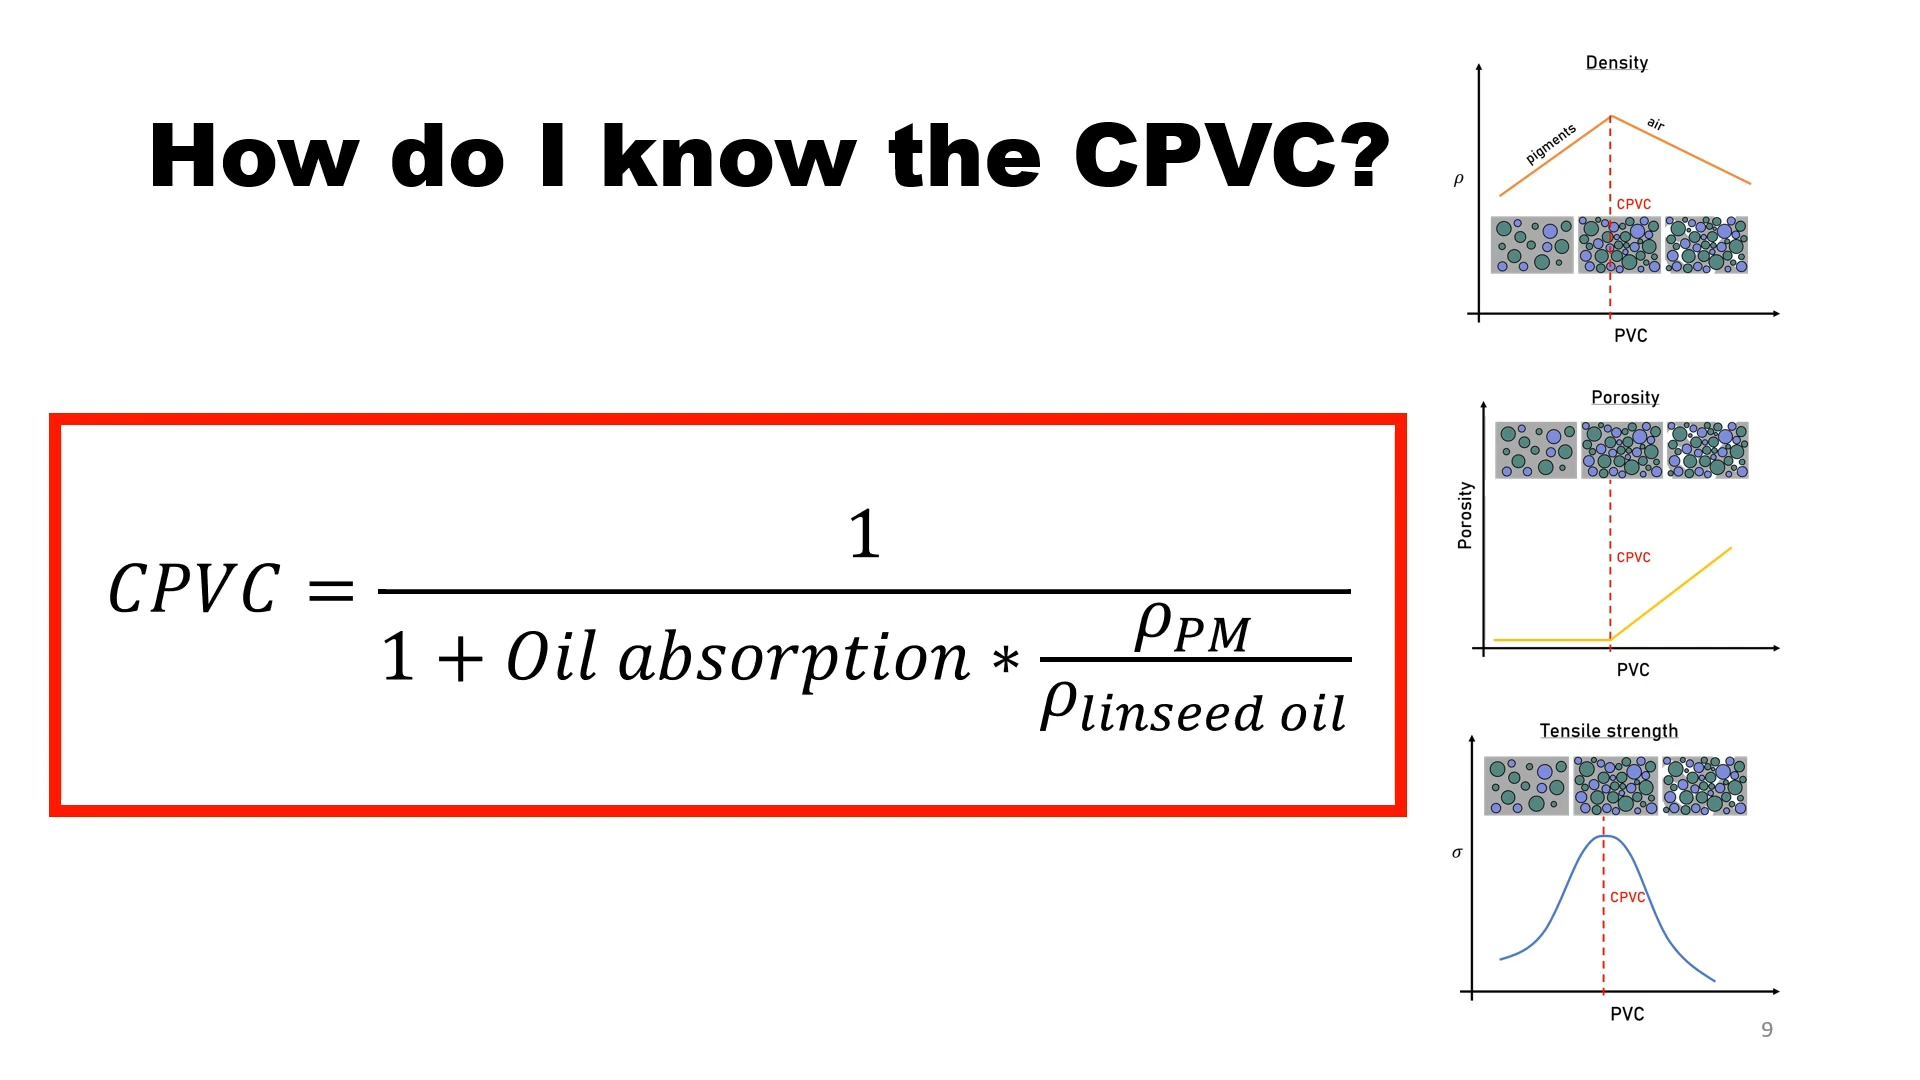 How do I know the CPVC?
CPVC = 1 / (1 + Oil absorption * ρPM / ρlinseed oil)
Density
pigments
air
ρ
CPVC
PVC
Porosity
Porosity
CPVC
PVC
Tensile strength
σ
CPVC
PVC
9